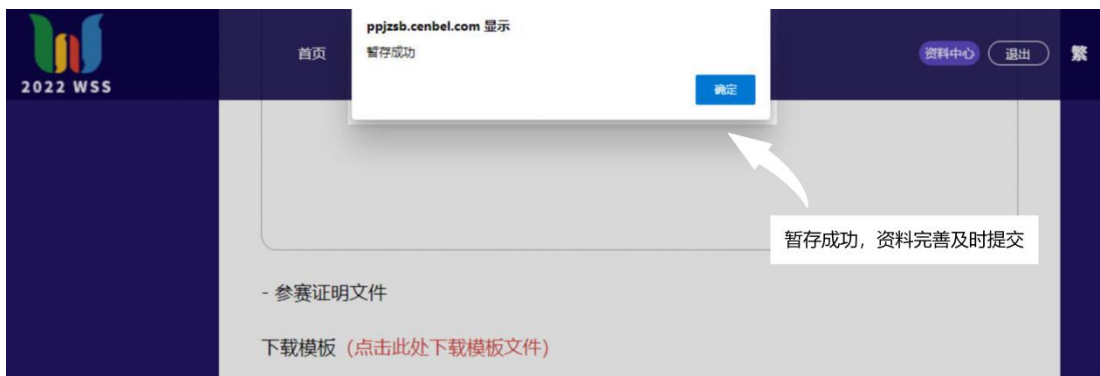 ppjzsb.cenbel.com 显示
暂存成功
确定
2022 WSS
首页
资料中心
退出
繁
暂存成功，资料完善及时提交
- 参赛证明文件
下载模板（点击此处下载模板文件）